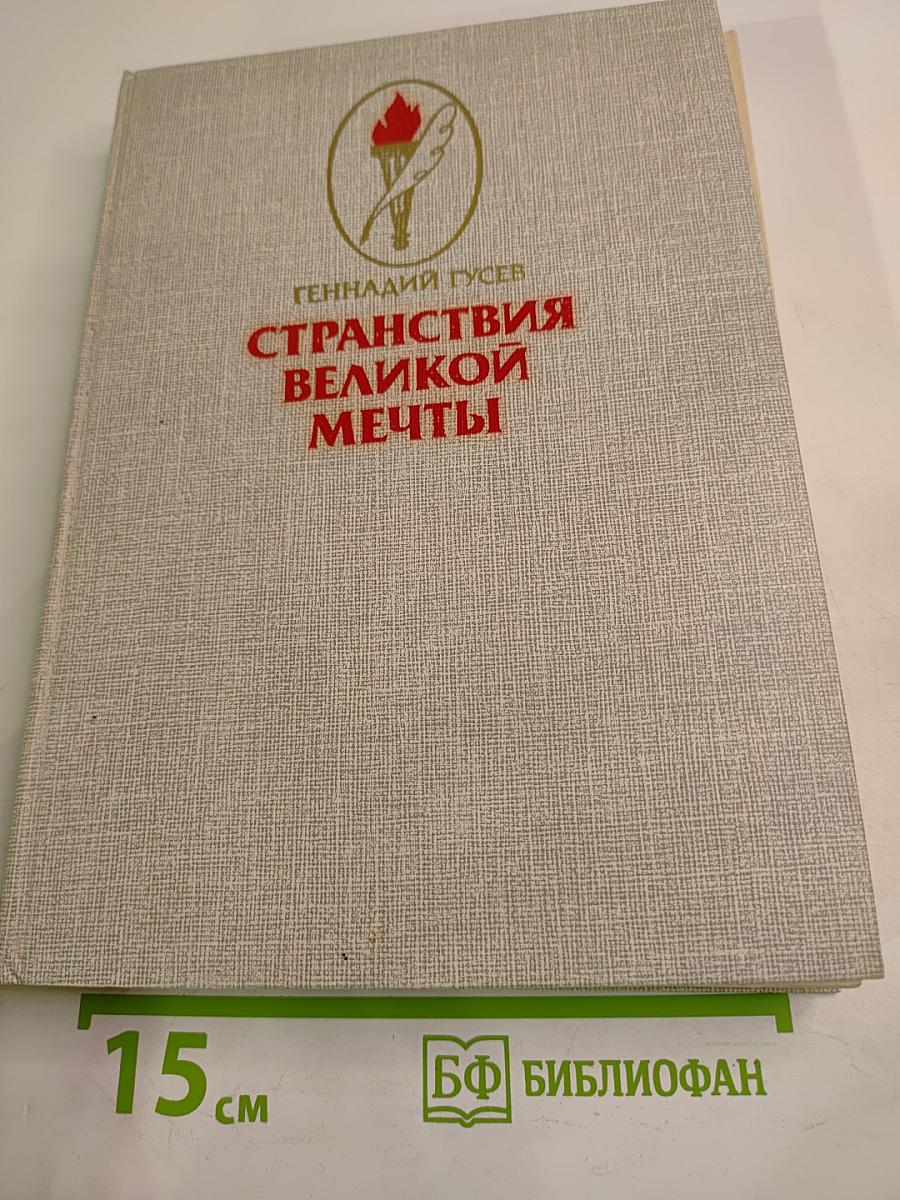 ГЕННАДИЙ ГУСЕВ
СТРАНСТВИЯ
ВЕЛИКОЙ
МЕЧТЫ
15 см
БФ БИБЛИОФАН